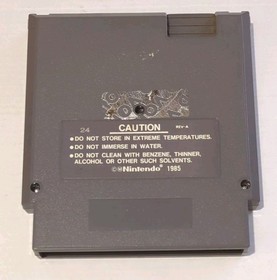 24 CAUTION REV-A
• DO NOT STORE IN EXTREME TEMPERATURES.
• DO NOT IMMERSE IN WATER.
• DO NOT CLEAN WITH BENZENE, THINNER,
ALCOHOL OR OTHER SUCH SOLVENTS.
©® Nintendo® 1985